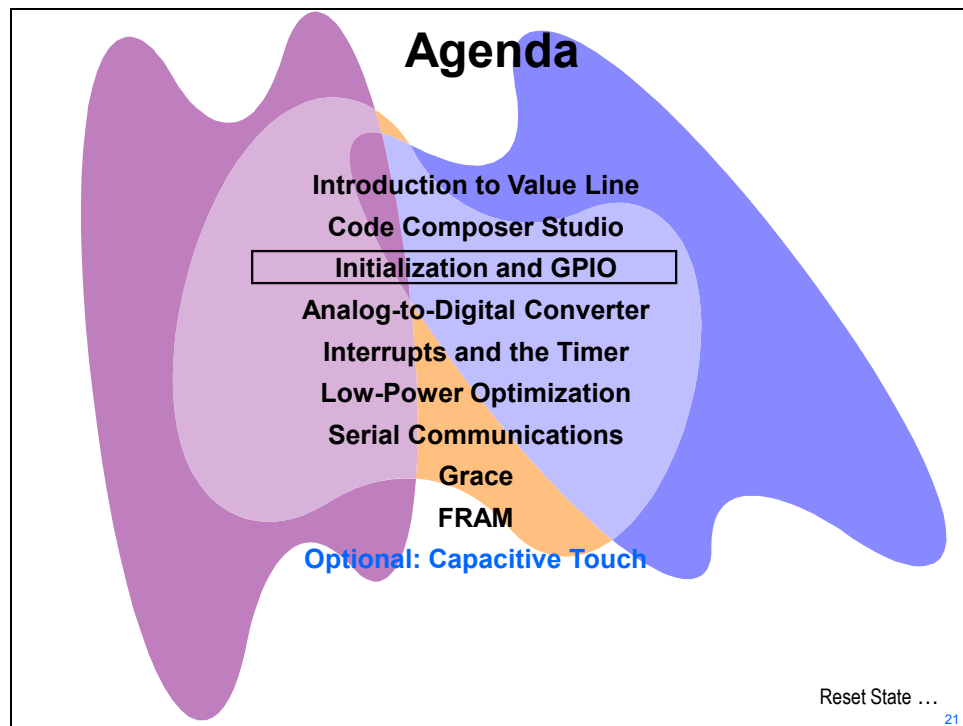 Agenda
Introduction to Value Line
Code Composer Studio
Initialization and GPIO
Analog-to-Digital Converter
Interrupts and the Timer
Low-Power Optimization
Serial Communications
Grace
FRAM
Optional: Capacitive Touch
Reset State …
21